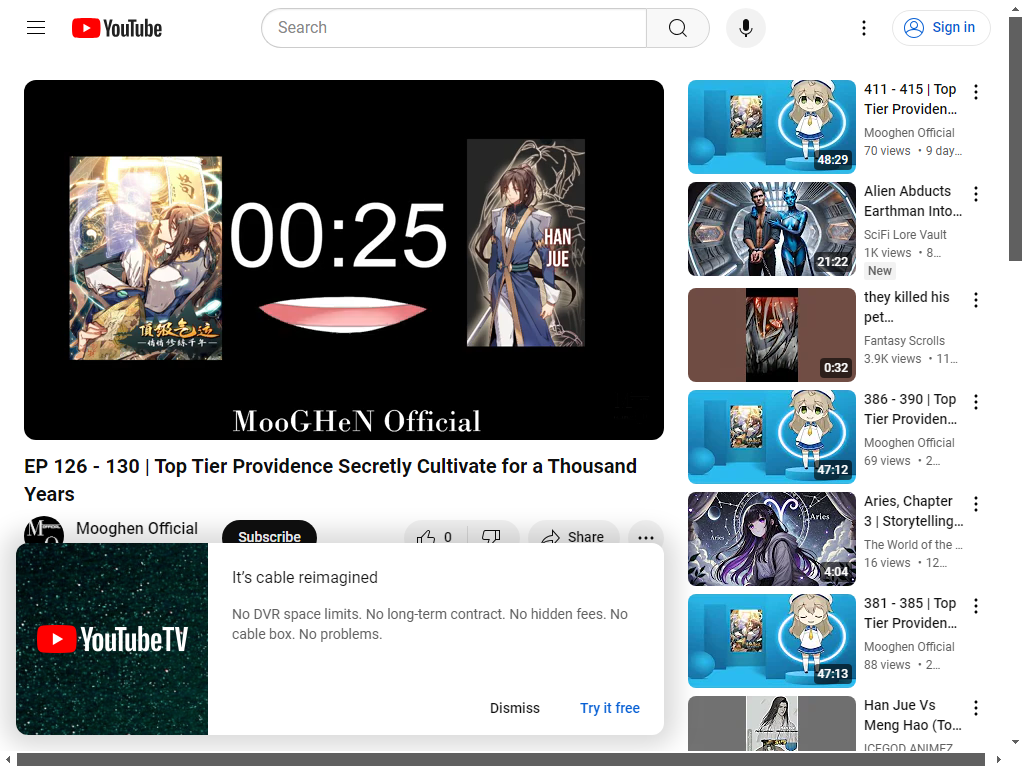 YouTube
Search
Sign in
00:25
HAN
JUE
頂級气运
悄悄修练千年
MooGHeN Official
EP 126 - 130 | Top Tier Providence Secretly Cultivate for a Thousand
Years
Mooghen Official
Subscribe
0
Share
YouTubeTV
It's cable reimagined
No DVR space limits. No long-term contract. No hidden fees. No
cable box. No problems.
Dismiss
Try it free
411 - 415 | Top
Tier Providen…
Mooghen Official
70 views • 9 day…
48:29
Alien Abducts
Earthman Into…
SciFi Lore Vault
1K views • 8…
New
21:22
they killed his
pet…
Fantasy Scrolls
3.9K views • 11…
0:32
386 - 390 | Top
Tier Providen…
Mooghen Official
69 views • 2…
47:12
Aries, Chapter
3 | Storytelling…
The World of the …
16 views • 12…
Aries
Aries
4:04
381 - 385 | Top
Tier Providen…
Mooghen Official
88 views • 2…
47:13
Han Jue Vs
Meng Hao (To…
ICEGOD ANIMEZ